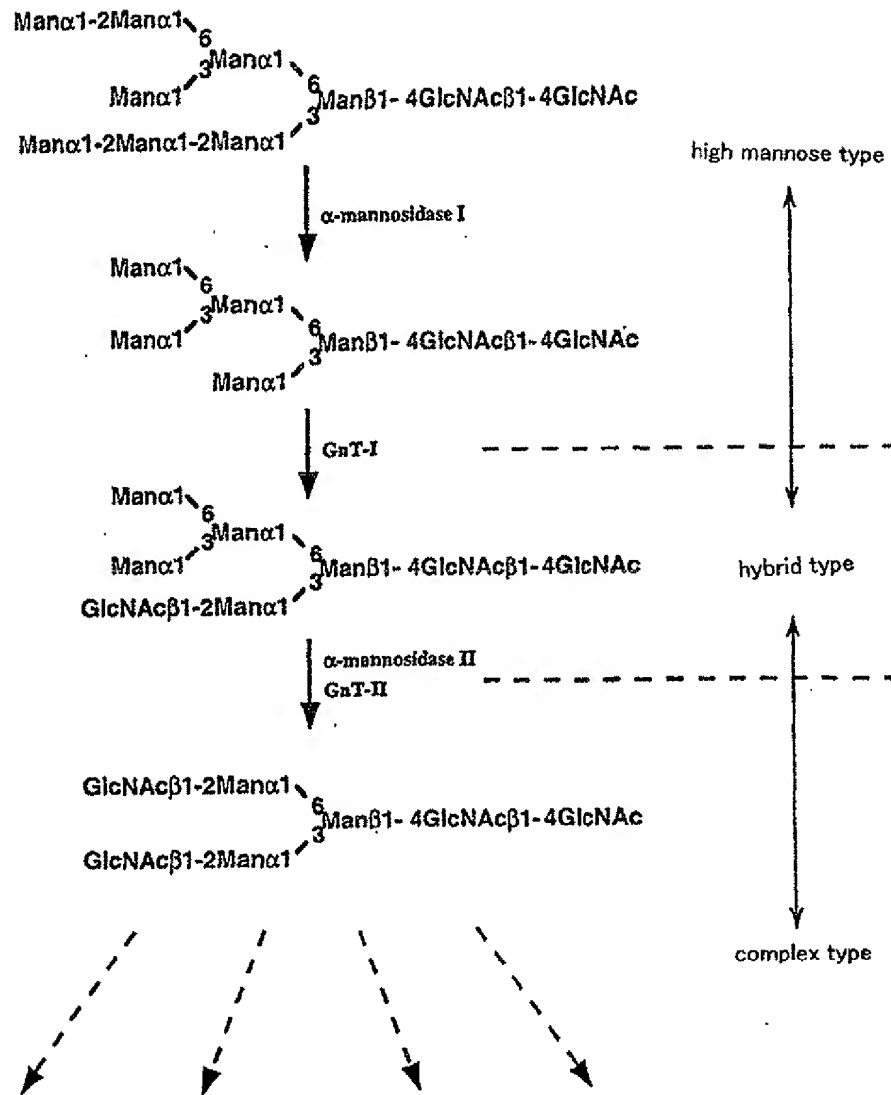 Manα1-2Manα1
6
Manα1
3
Manα1
6
Manβ1- 4GlcNAcβ1-4GlcNAc
3
Manα1-2Manα1-2Manα1
high mannose type
α-mannosidase I
Manα1
6
Manα1
3
Manα1
6
Manβ1- 4GlcNAcβ1-4GlcNAc
3
Manα1
GnT-I
Manα1
6
Manα1
3
Manα1
6
Manβ1- 4GlcNAcβ1-4GlcNAc
3
GlcNAcβ1-2Manα1
hybrid type
α-mannosidase II
GnT-II
GlcNAcβ1-2Manα1
6
Manβ1- 4GlcNAcβ1-4GlcNAc
3
GlcNAcβ1-2Manα1
complex type